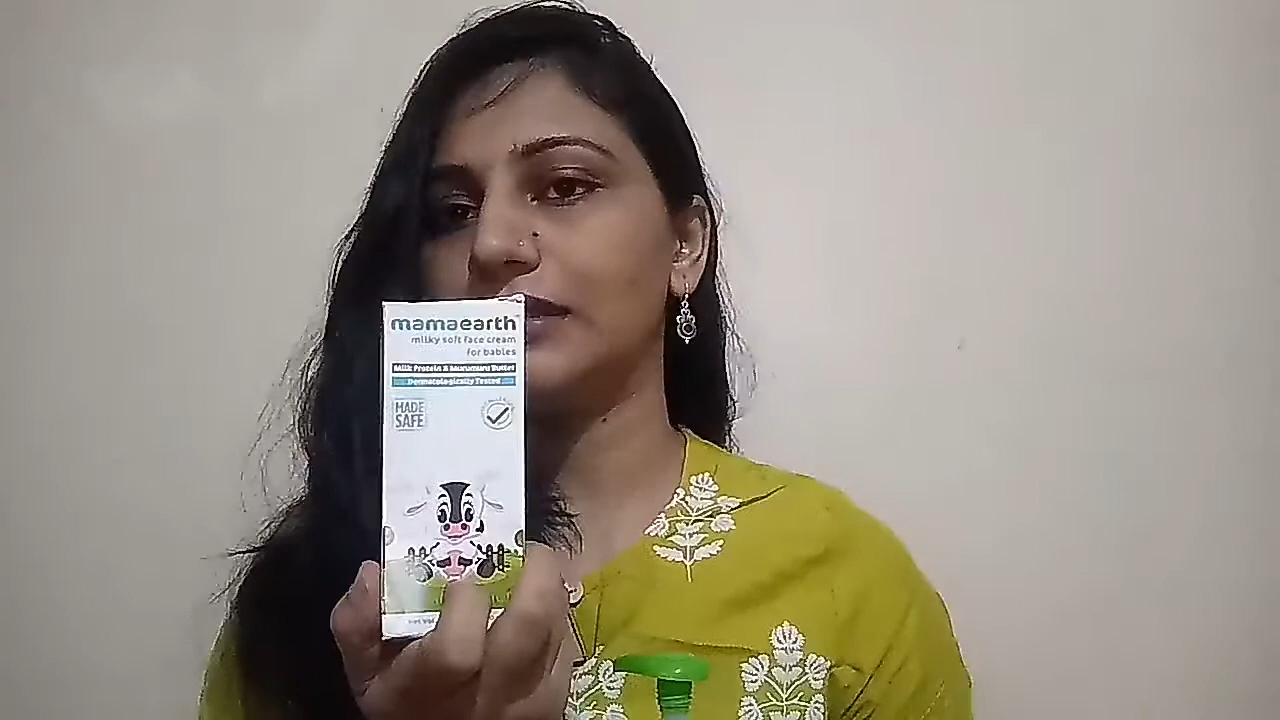 mamaearth
milky soft face cream
for babies
Milk Protein & Murumuru Butter
Dermatologically Tested
MADE
SAFE